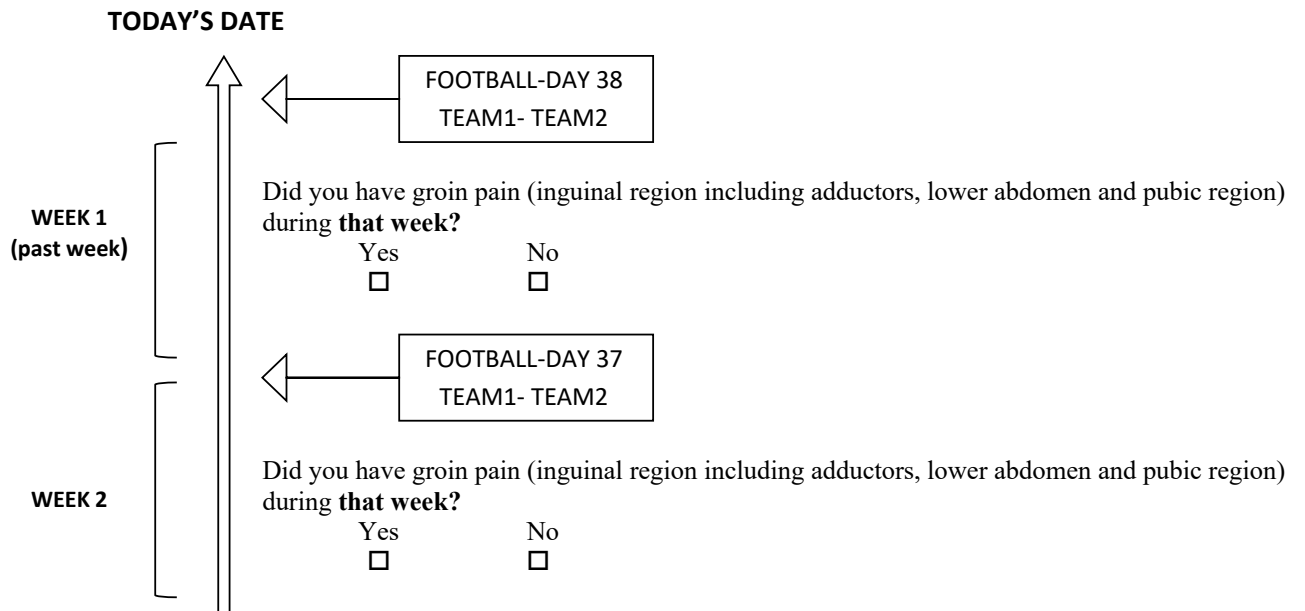 TODAY’S DATE
FOOTBALL-DAY 38
TEAM1- TEAM2
WEEK 1
(past week)
Did you have groin pain (inguinal region including adductors, lower abdomen and pubic region)
during that week?
Yes No
☐ ☐
FOOTBALL-DAY 37
TEAM1- TEAM2
WEEK 2
Did you have groin pain (inguinal region including adductors, lower abdomen and pubic region)
during that week?
Yes No
☐ ☐